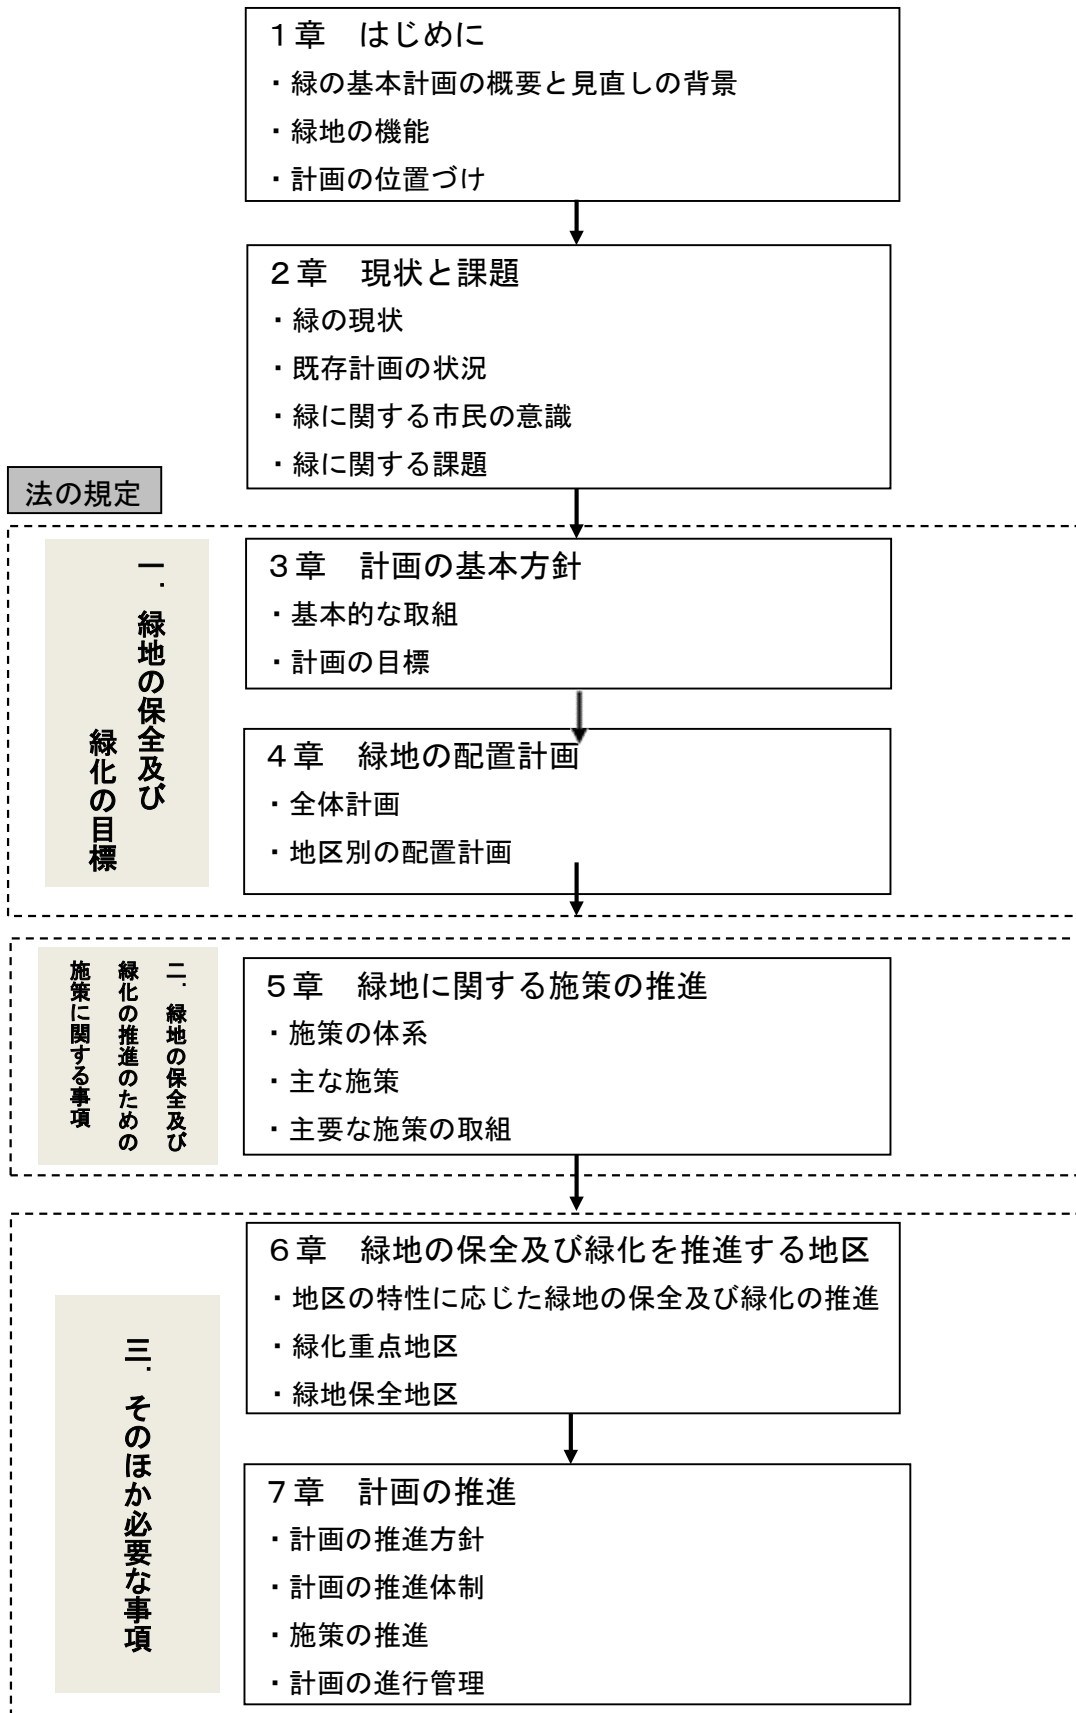 １章　はじめに
・緑の基本計画の概要と見直しの背景
・緑地の機能
・計画の位置づけ
２章　現状と課題
・緑の現状
・既存計画の状況
・緑に関する市民の意識
・緑に関する課題
法の規定
一．緑地の保全及び
緑化の目標
３章　計画の基本方針
・基本的な取組
・計画の目標
４章　緑地の配置計画
・全体計画
・地区別の配置計画
二．緑地の保全及び
緑化の推進のための
施策に関する事項
５章　緑地に関する施策の推進
・施策の体系
・主な施策
・主要な施策の取組
三．そのほか必要な事項
６章　緑地の保全及び緑化を推進する地区
・地区の特性に応じた緑地の保全及び緑化の推進
・緑化重点地区
・緑地保全地区
７章　計画の推進
・計画の推進方針
・計画の推進体制
・施策の推進
・計画の進行管理